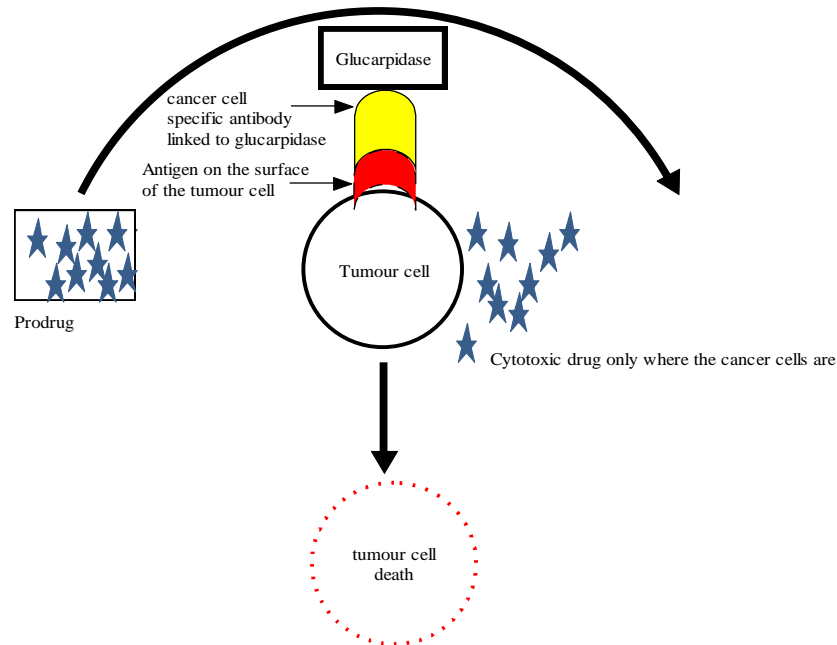 Glucarpidase
cancer cell
specific antibody
linked to glucarpidase
Antigen on the surface
of the tumour cell
Tumour cell
Prodrug
Cytotoxic drug only where the cancer cells are
tumour cell
death